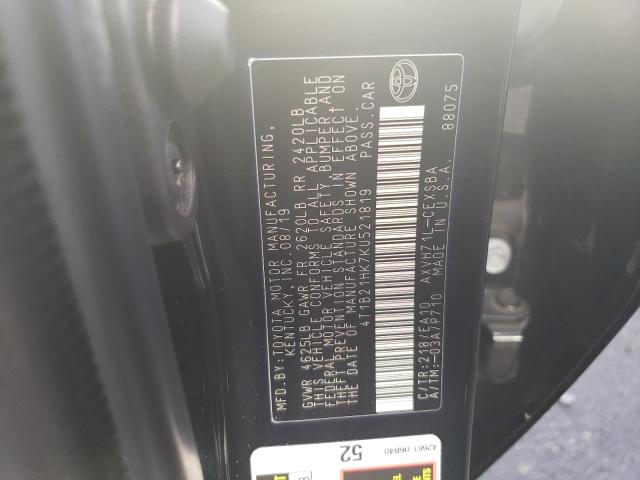 MFD.BY:TOYOTA MOTOR MANUFACTURING,
KENTUCKY, INC. 08/19
GVWR 4625LB GAWR FR 2620LB RR 2420LB
THIS VEHICLE CONFORMS TO ALL APPLICABLE
FEDERAL MOTOR VEHICLE SAFETY, BUMPER AND
THEFT PREVENTION STANDARDS IN EFFECT ON
THE DATE OF MANUFACTURE SHOWN ABOVE.
4T1B21HK7KU521819 PASS.CAR
C/TR:218/EA10 AXVH71L-CEXSBA
A/TM:-03A/P710 MADE IN U.S.A. 88075
52
42661 06840